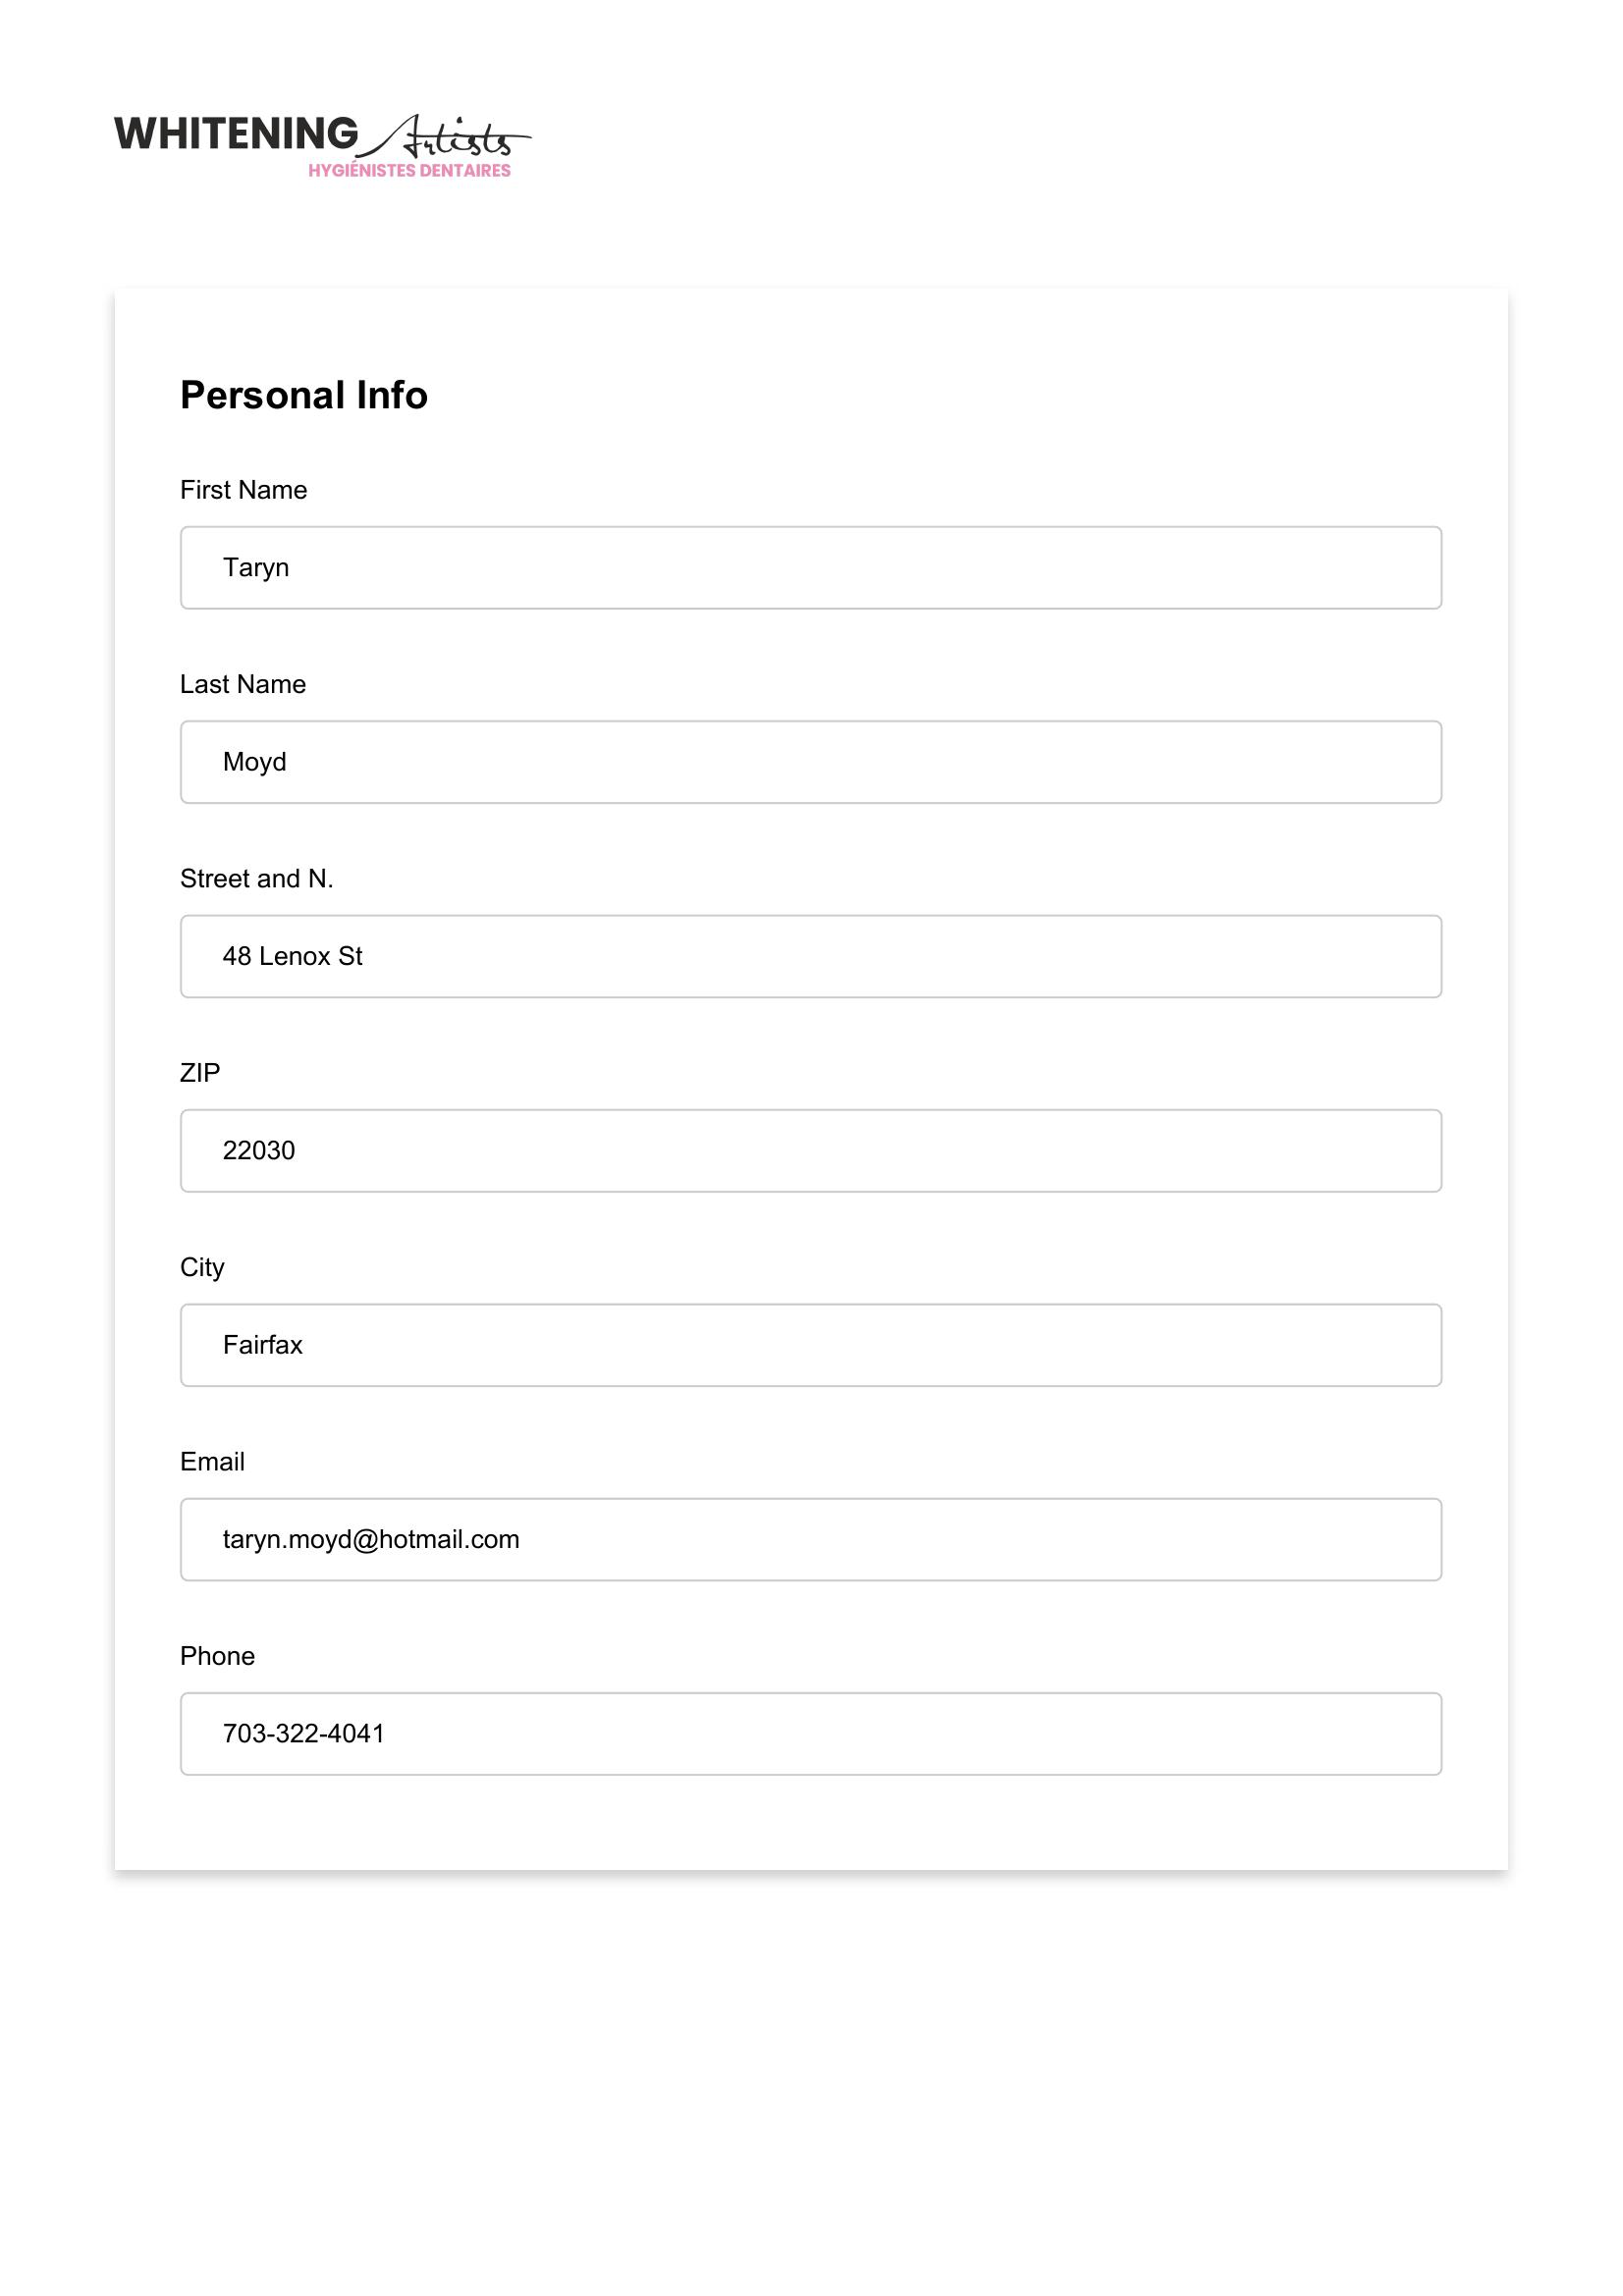 WHITENING Artists
HYGIÉNISTES DENTAIRES
Personal Info
First Name
Taryn
Last Name
Moyd
Street and N.
48 Lenox St
ZIP
22030
City
Fairfax
Email
taryn.moyd@hotmail.com
Phone
703-322-4041